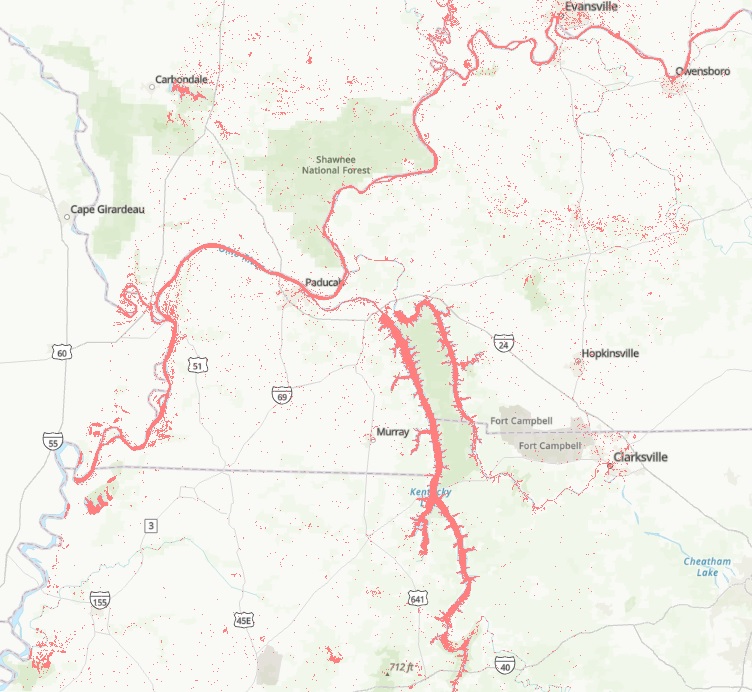 Evansville
Owensboro
Carbondale
Shawnee
National Forest
Cape Girardeau
Paducah
24
60
51
Hopkinsville
69
Fort Campbell
Murray
55
Fort Campbell
Clarksville
Kentucky
3
Cheatham
Lake
155
641
45E
712 ft
40